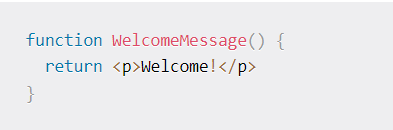 function WelcomeMessage() {
  return <p>Welcome!</p>
}